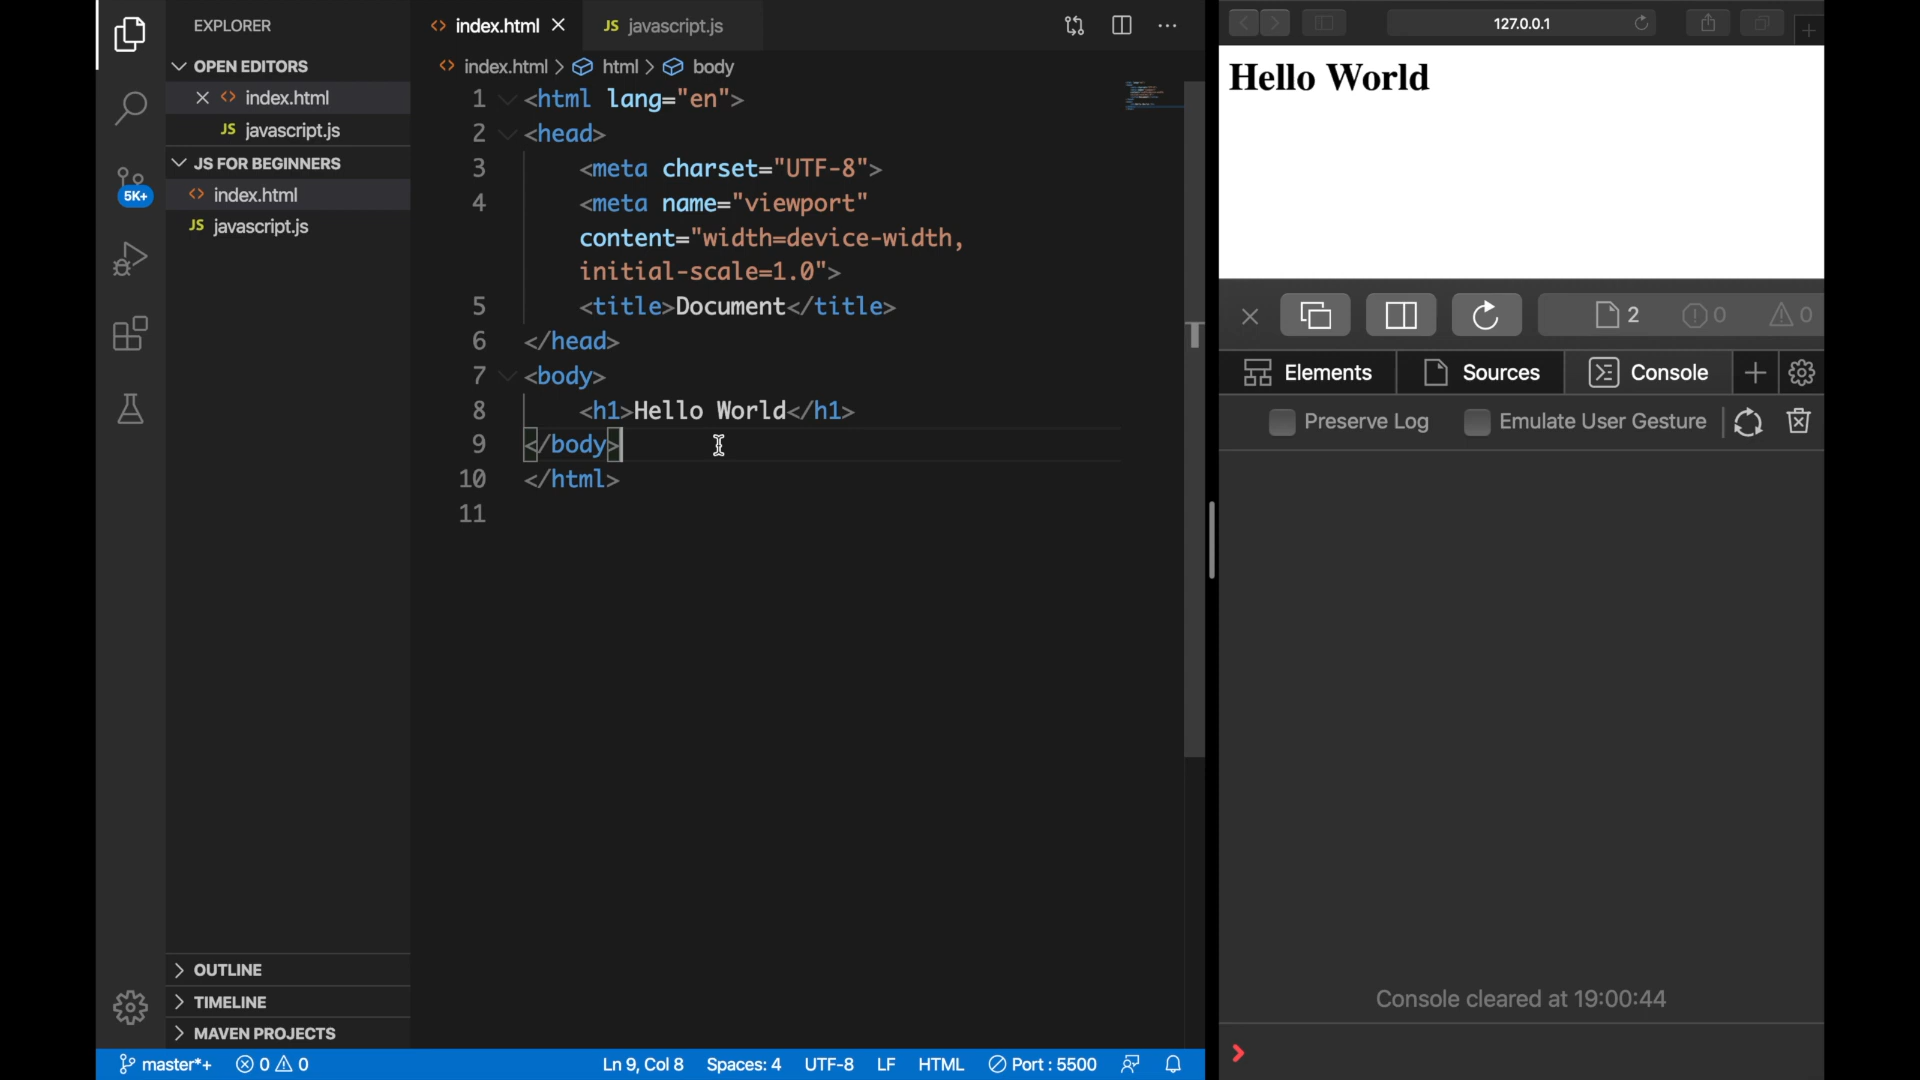 EXPLORER
OPEN EDITORS
index.html
JS javascript.js
JS FOR BEGINNERS
index.html
JS javascript.js
5K+
OUTLINE
TIMELINE
MAVEN PROJECTS
index.html
JS javascript.js
index.html > html > body
1 <html lang="en">
2 <head>
3 <meta charset="UTF-8">
4 <meta name="viewport"
content="width=device-width,
initial-scale=1.0">
5 <title>Document</title>
6 </head>
7 <body>
8 <h1>Hello World</h1>
9 </body>
10 </html>
11
master*+ 0 0 Ln 9, Col 8 Spaces: 4 UTF-8 LF HTML Port : 5500
127.0.0.1
Hello World
2 0 0
Elements Sources Console
Preserve Log Emulate User Gesture
Console cleared at 19:00:44